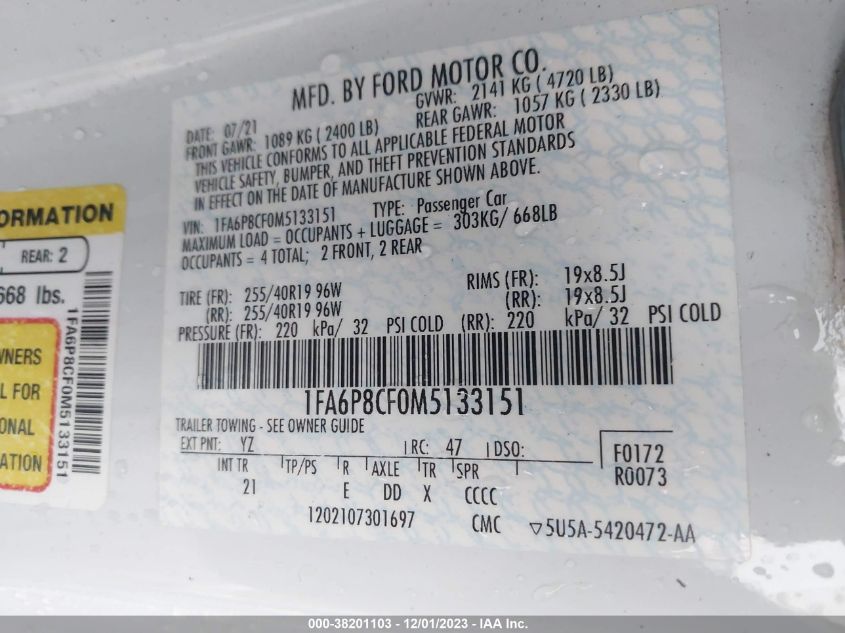 MFD. BY FORD MOTOR CO.
DATE: 07/21 GVWR: 2141 KG ( 4720 LB)
FRONT GAWR: 1089 KG ( 2400 LB) REAR GAWR: 1057 KG ( 2330 LB)
THIS VEHICLE CONFORMS TO ALL APPLICABLE FEDERAL MOTOR
VEHICLE SAFETY, BUMPER, AND THEFT PREVENTION STANDARDS
IN EFFECT ON THE DATE OF MANUFACTURE SHOWN ABOVE.
VIN: 1FA6P8CF0M5133151 TYPE: Passenger Car
MAXIMUM LOAD = OCCUPANTS + LUGGAGE = 303KG/ 668LB
OCCUPANTS = 4 TOTAL; 2 FRONT, 2 REAR
TIRE (FR): 255/40R19 96W RIMS (FR): 19x8.5J
(RR): 255/40R19 96W (RR): 19x8.5J
PRESSURE (FR): 220 kPa/ 32 PSI COLD (RR): 220 kPa/ 32 PSI COLD
1FA6P8CF0M5133151
TRAILER TOWING - SEE OWNER GUIDE
EXT PNT: YZ RC: 47 DSO: F0172
R0073
INT TR TP/PS R AXLE TR SPR
21 E DD X CCCC
1202107301697 CMC ▽5U5A-5420472-AA
ORMATION
REAR: 2
668 lbs.
1FA6P8CF0M5133151
WNERS
L FOR
ONAL
ATION
000-38201103 - 12/01/2023 - IAA Inc.